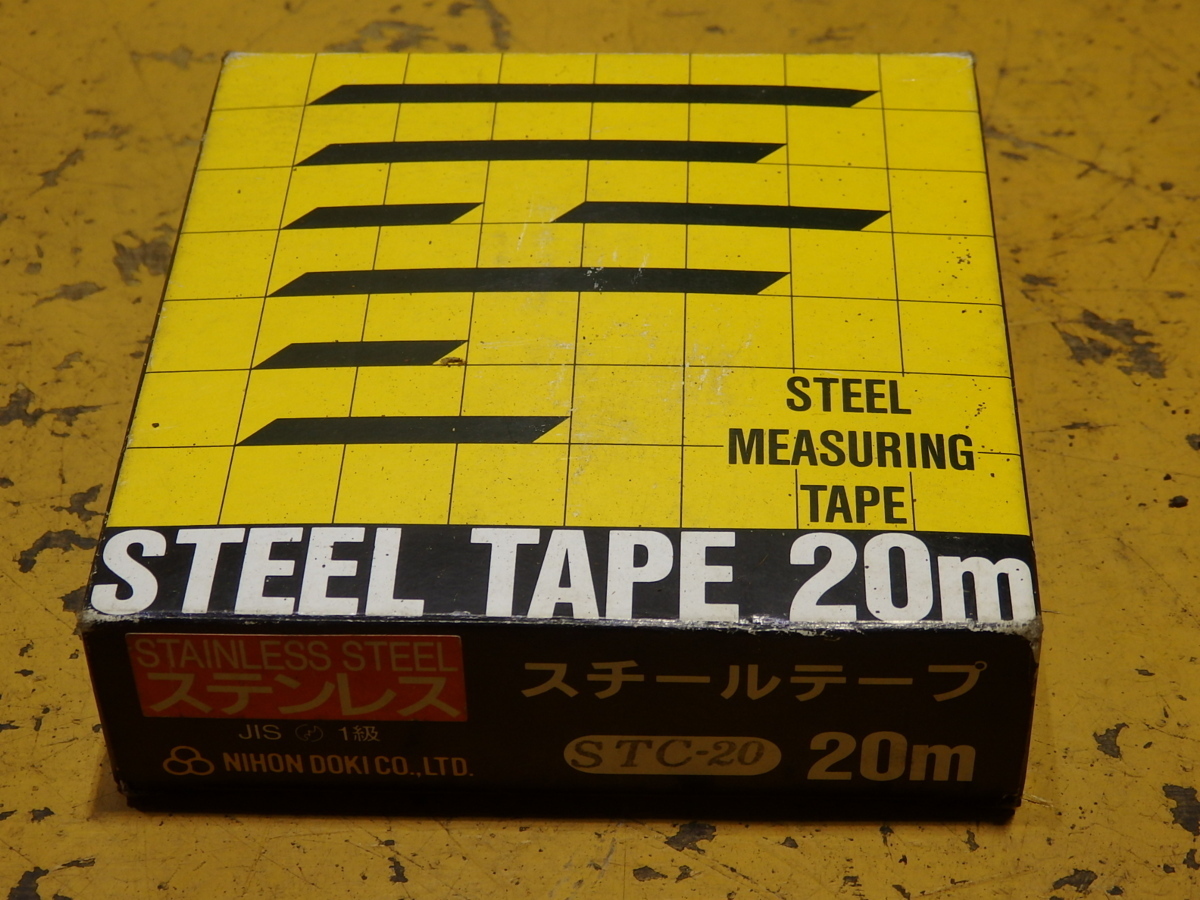 STEEL
MEASURING
TAPE
STEEL TAPE 20m
STAINLESS STEEL
ステンレス
JIS 1級
NIHON DOKI CO., LTD.
スチールテープ
STC-20 20m